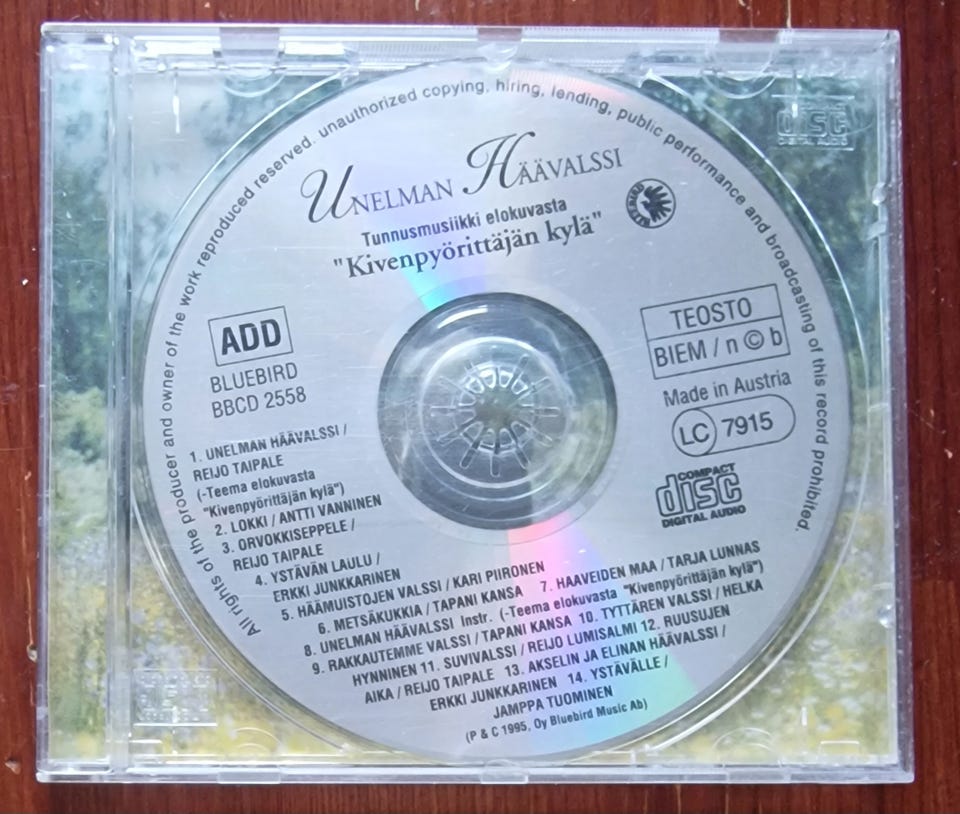 All rights of the producer and owner of the work reproduced reserved. unauthorized copying, hiring, lending, public performance and broadcasting of this record prohibited.
UNELMAN HÄÄVALSSI
Tunnusmusiikki elokuvasta
"Kivenpyörittäjän kylä"
BLUEBIRD
ADD
BLUEBIRD
BBCD 2558
TEOSTO
BIEM / n © b
Made in Austria
LC 7915
COMPACT
disc
DIGITAL AUDIO
1. UNELMAN HÄÄVALSSI /
REIJO TAIPALE
(-Teema elokuvasta
"Kivenpyörittäjän kylä")
2. LOKKI / ANTTI VANNINEN
3. ORVOKKISEPPELE /
REIJO TAIPALE
4. YSTÄVÄN LAULU /
ERKKI JUNKKARINEN
5. HÄÄMUISTOJEN VALSSI / KARI PIIRONEN
6. METSÄKUKKIA / TAPANI KANSA 7. HAAVEIDEN MAA / TARJA LUNNAS
8. UNELMAN HÄÄVALSSI Instr. (-Teema elokuvasta "Kivenpyörittäjän kylä")
9. RAKKAUTEMME VALSSI / TAPANI KANSA 10. TYTTÄREN VALSSI / HELKA
HYNNINEN 11. SUVIVALSSI / REIJO LUMISALMI 12. RUUSUJEN
AIKA / REIJO TAIPALE 13. AKSELIN JA ELINAN HÄÄVALSSI /
ERKKI JUNKKARINEN 14. YSTÄVÄLLE /
JAMPPA TUOMINEN
(P & C 1995, Oy Bluebird Music Ab)
COMPACT
disc
DIGITAL AUDIO